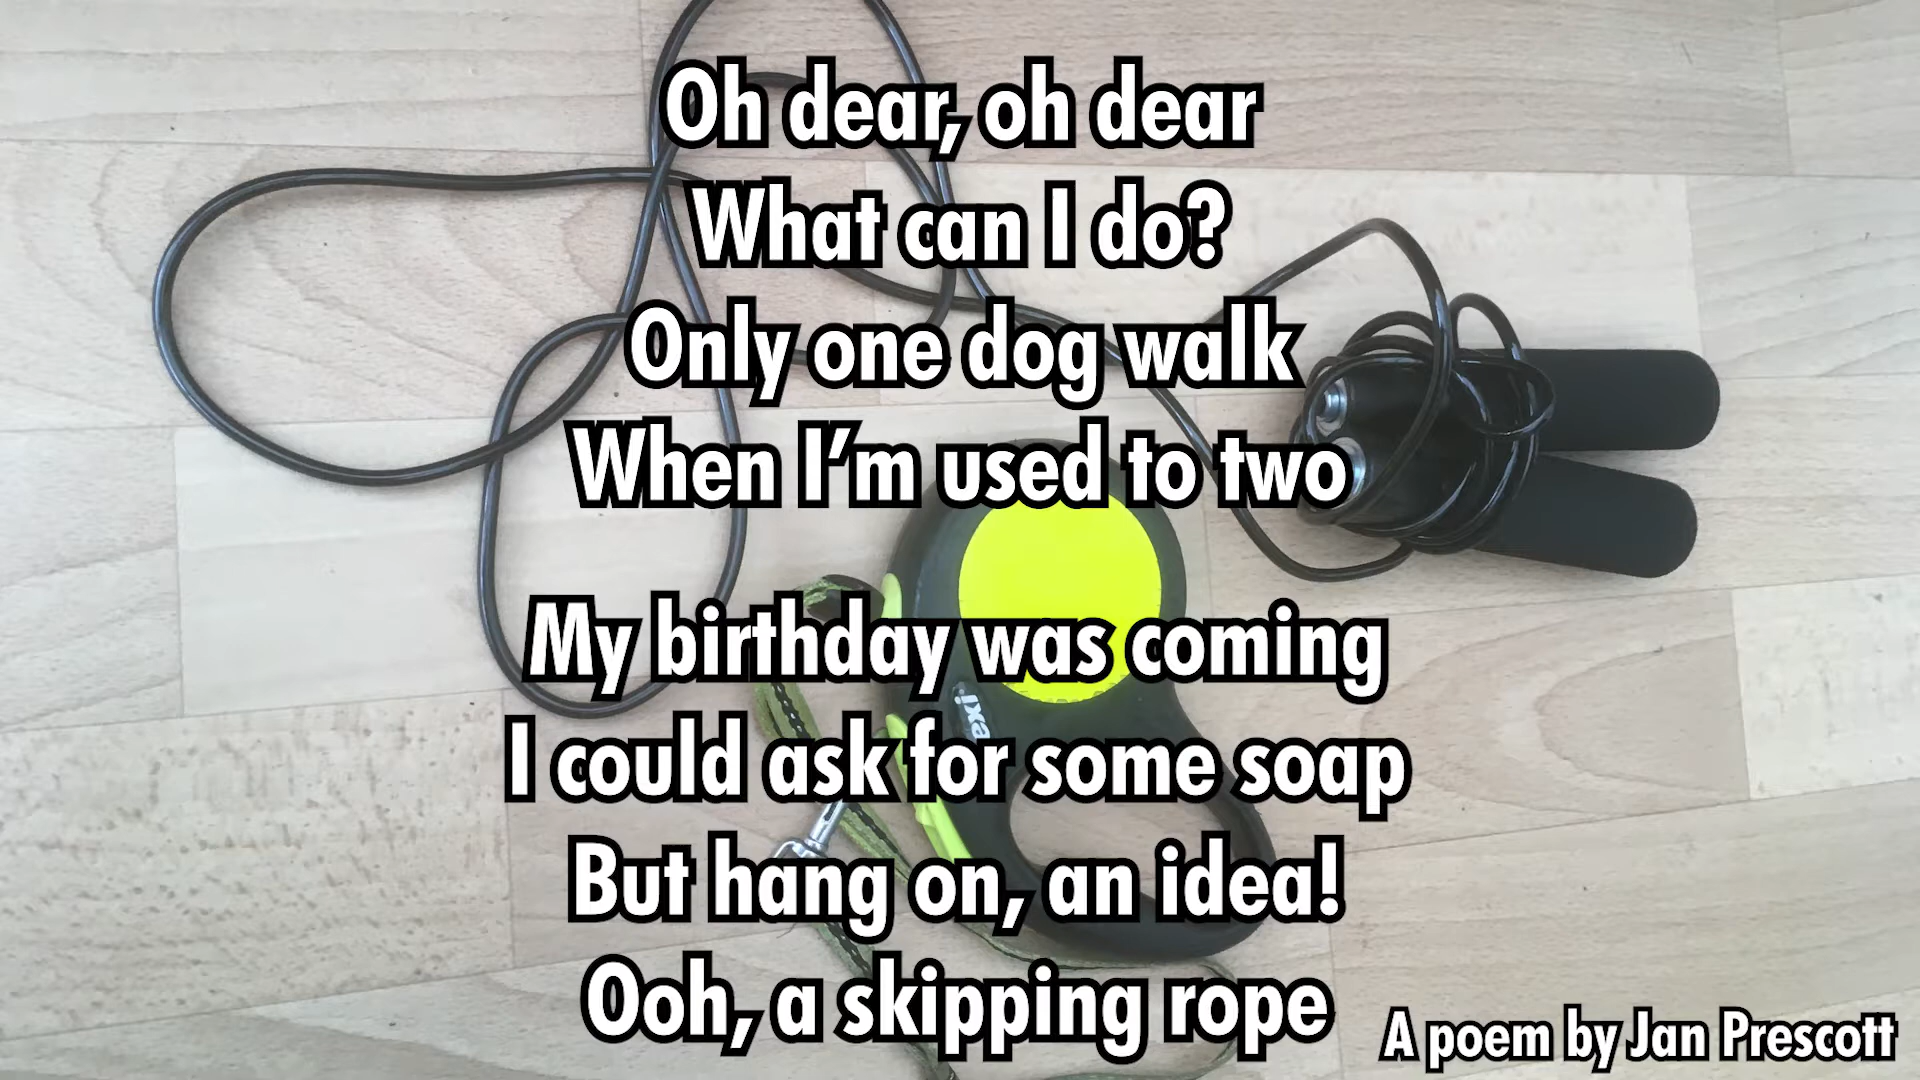 Oh dear, oh dear
What can I do?
Only one dog walk
When I’m used to two
My birthday was coming
I could ask for some soap
But hang on, an idea!
Ooh, a skipping rope
A poem by Jan Prescott